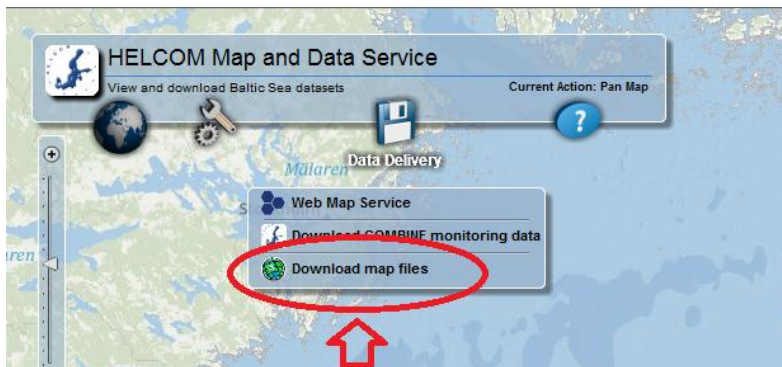 HELCOM Map and Data Service
View and download Baltic Sea datasets
Current Action: Pan Map
?
Data Delivery
Mälaren
Web Map Service
Download COMBINE monitoring data
Download map files